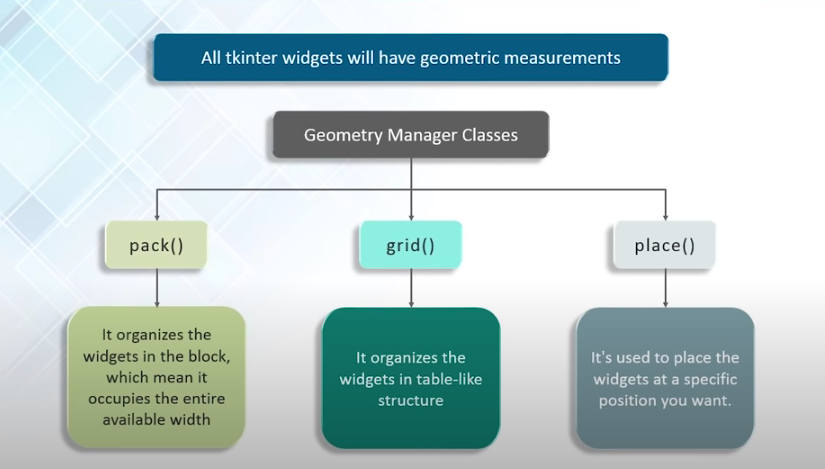 All tkinter widgets will have geometric measurements
Geometry Manager Classes
pack()
grid()
place()
It organizes the
widgets in the block,
which mean it
occupies the entire
available width
It organizes the
widgets in table-like
structure
It's used to place the
widgets at a specific
position you want.